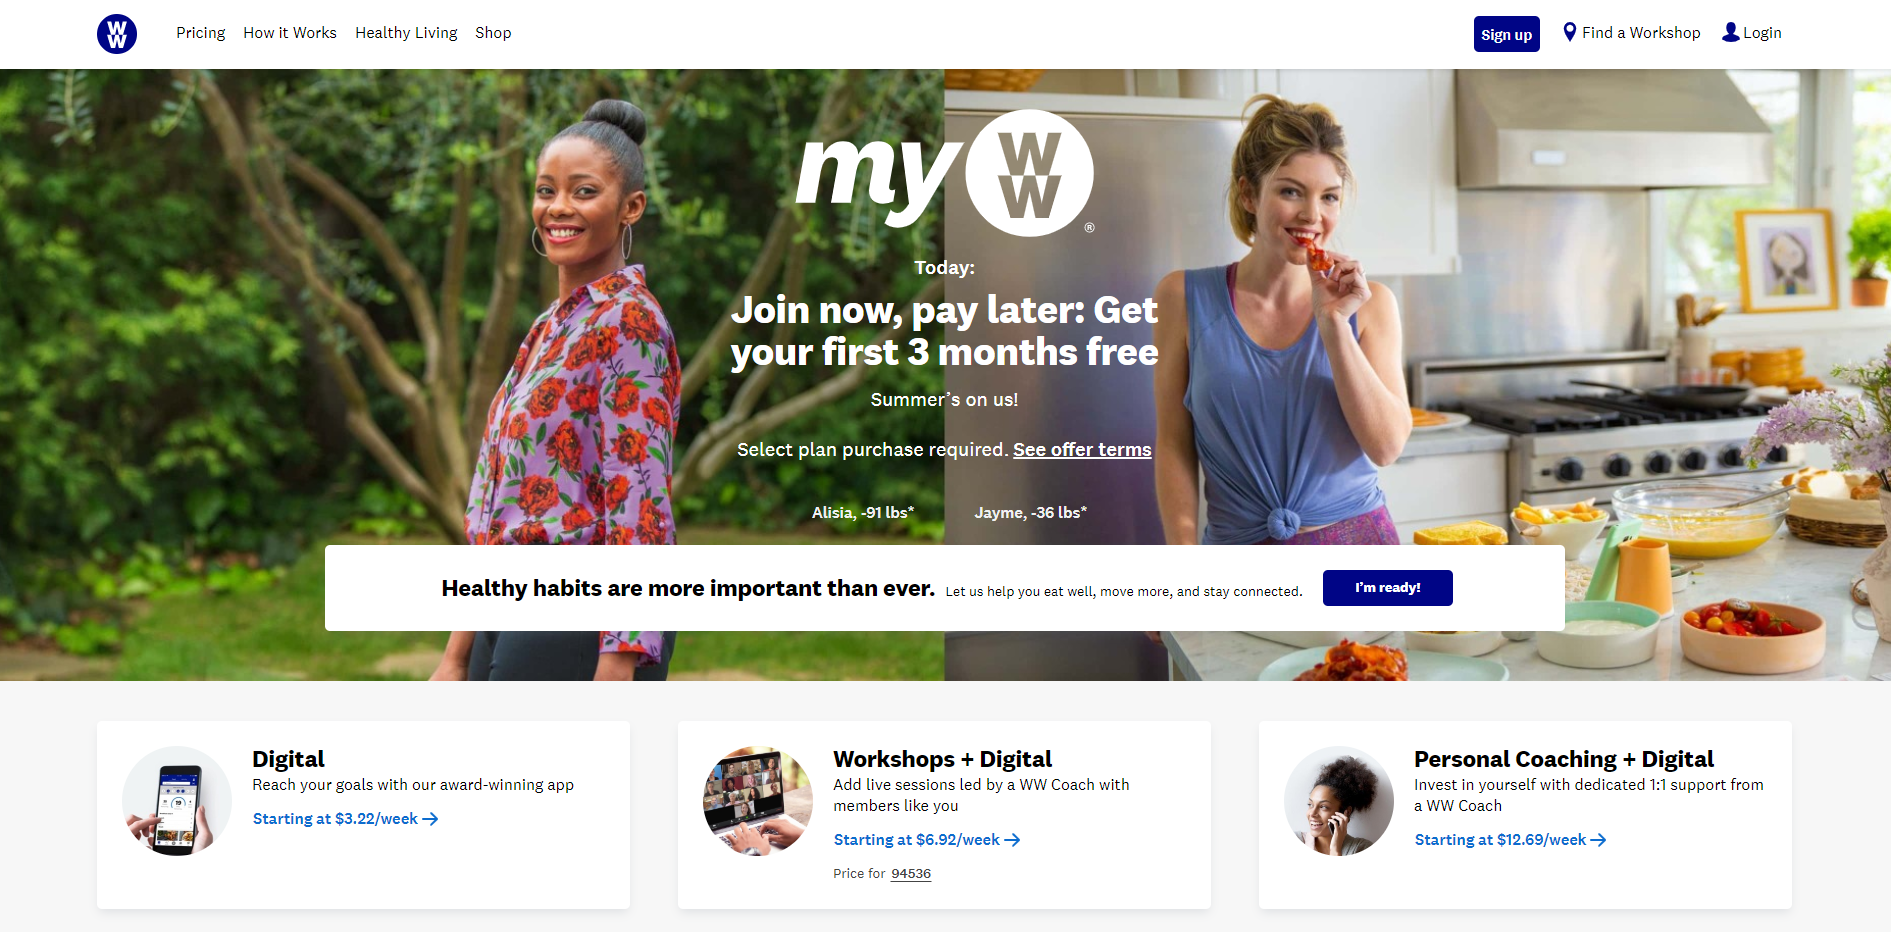 WW
Pricing How it Works Healthy Living Shop
Sign up Find a Workshop Login
my WW ®
Today:
Join now, pay later: Get
your first 3 months free
Summer's on us!
Select plan purchase required. See offer terms
Alisia, -91 lbs* Jayme, -36 lbs*
Healthy habits are more important than ever. Let us help you eat well, move more, and stay connected. I'm ready!
Digital
Reach your goals with our award-winning app
Starting at $3.22/week →
Workshops + Digital
Add live sessions led by a WW Coach with
members like you
Starting at $6.92/week →
Price for 94536
Personal Coaching + Digital
Invest in yourself with dedicated 1:1 support from
a WW Coach
Starting at $12.69/week →